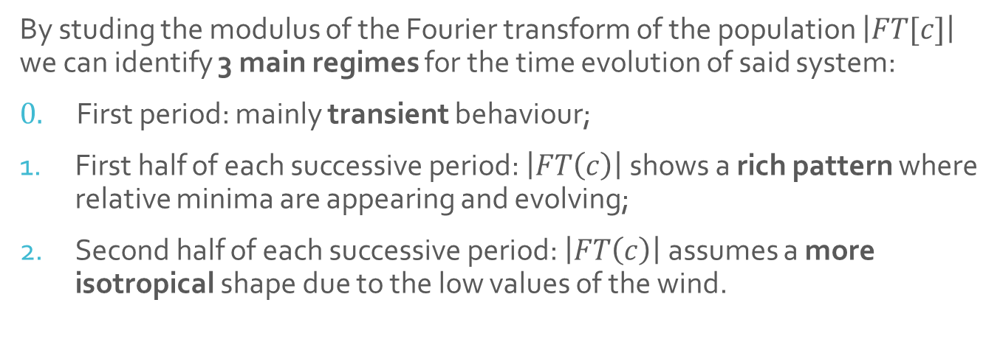 By studing the modulus of the Fourier transform of the population |FT[c]|
we can identify 3 main regimes for the time evolution of said system:
0. First period: mainly transient behaviour;
1. First half of each successive period: |FT(c)| shows a rich pattern where
relative minima are appearing and evolving;
2. Second half of each successive period: |FT(c)| assumes a more
isotropical shape due to the low values of the wind.